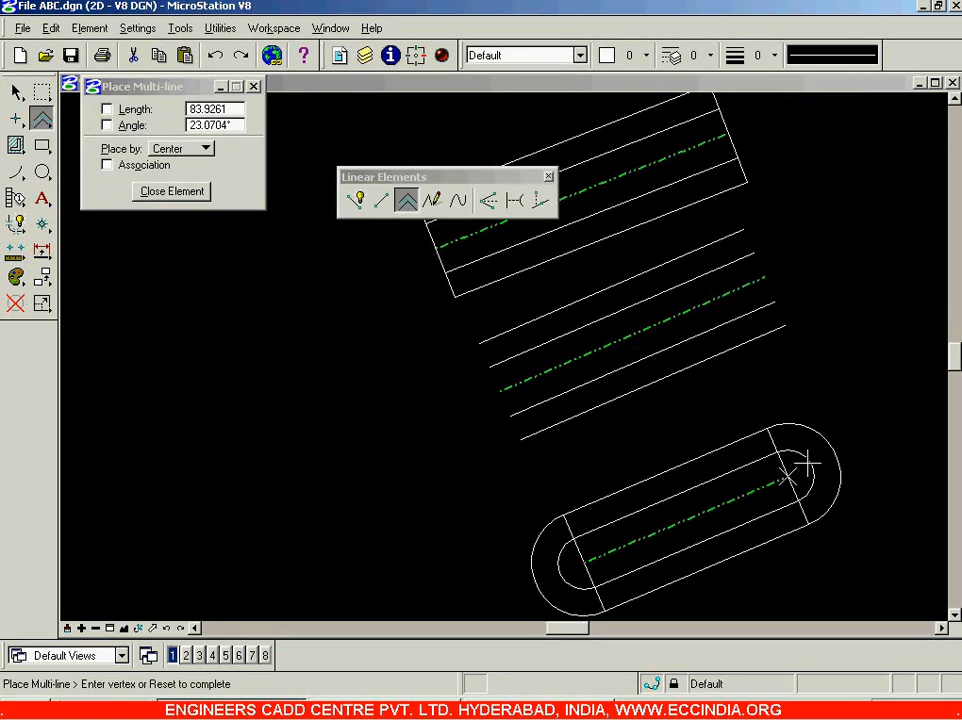 File ABC.dgn (2D - V8 DGN) - MicroStation V8
File Edit Element Settings Tools Utilities Workspace Window Help
Default 0 0 0
Place Multi-line
Length: 83.9261
Angle: 23.0704°
Place by: Center
Association
Close Element
Linear Elements
Default Views 1 2 3 4 5 6 7 8
Place Multi-line > Enter vertex or Reset to complete
Default
ENGINEERS CADD CENTRE PVT. LTD. HYDERABAD, INDIA, WWW.ECCINDIA.ORG